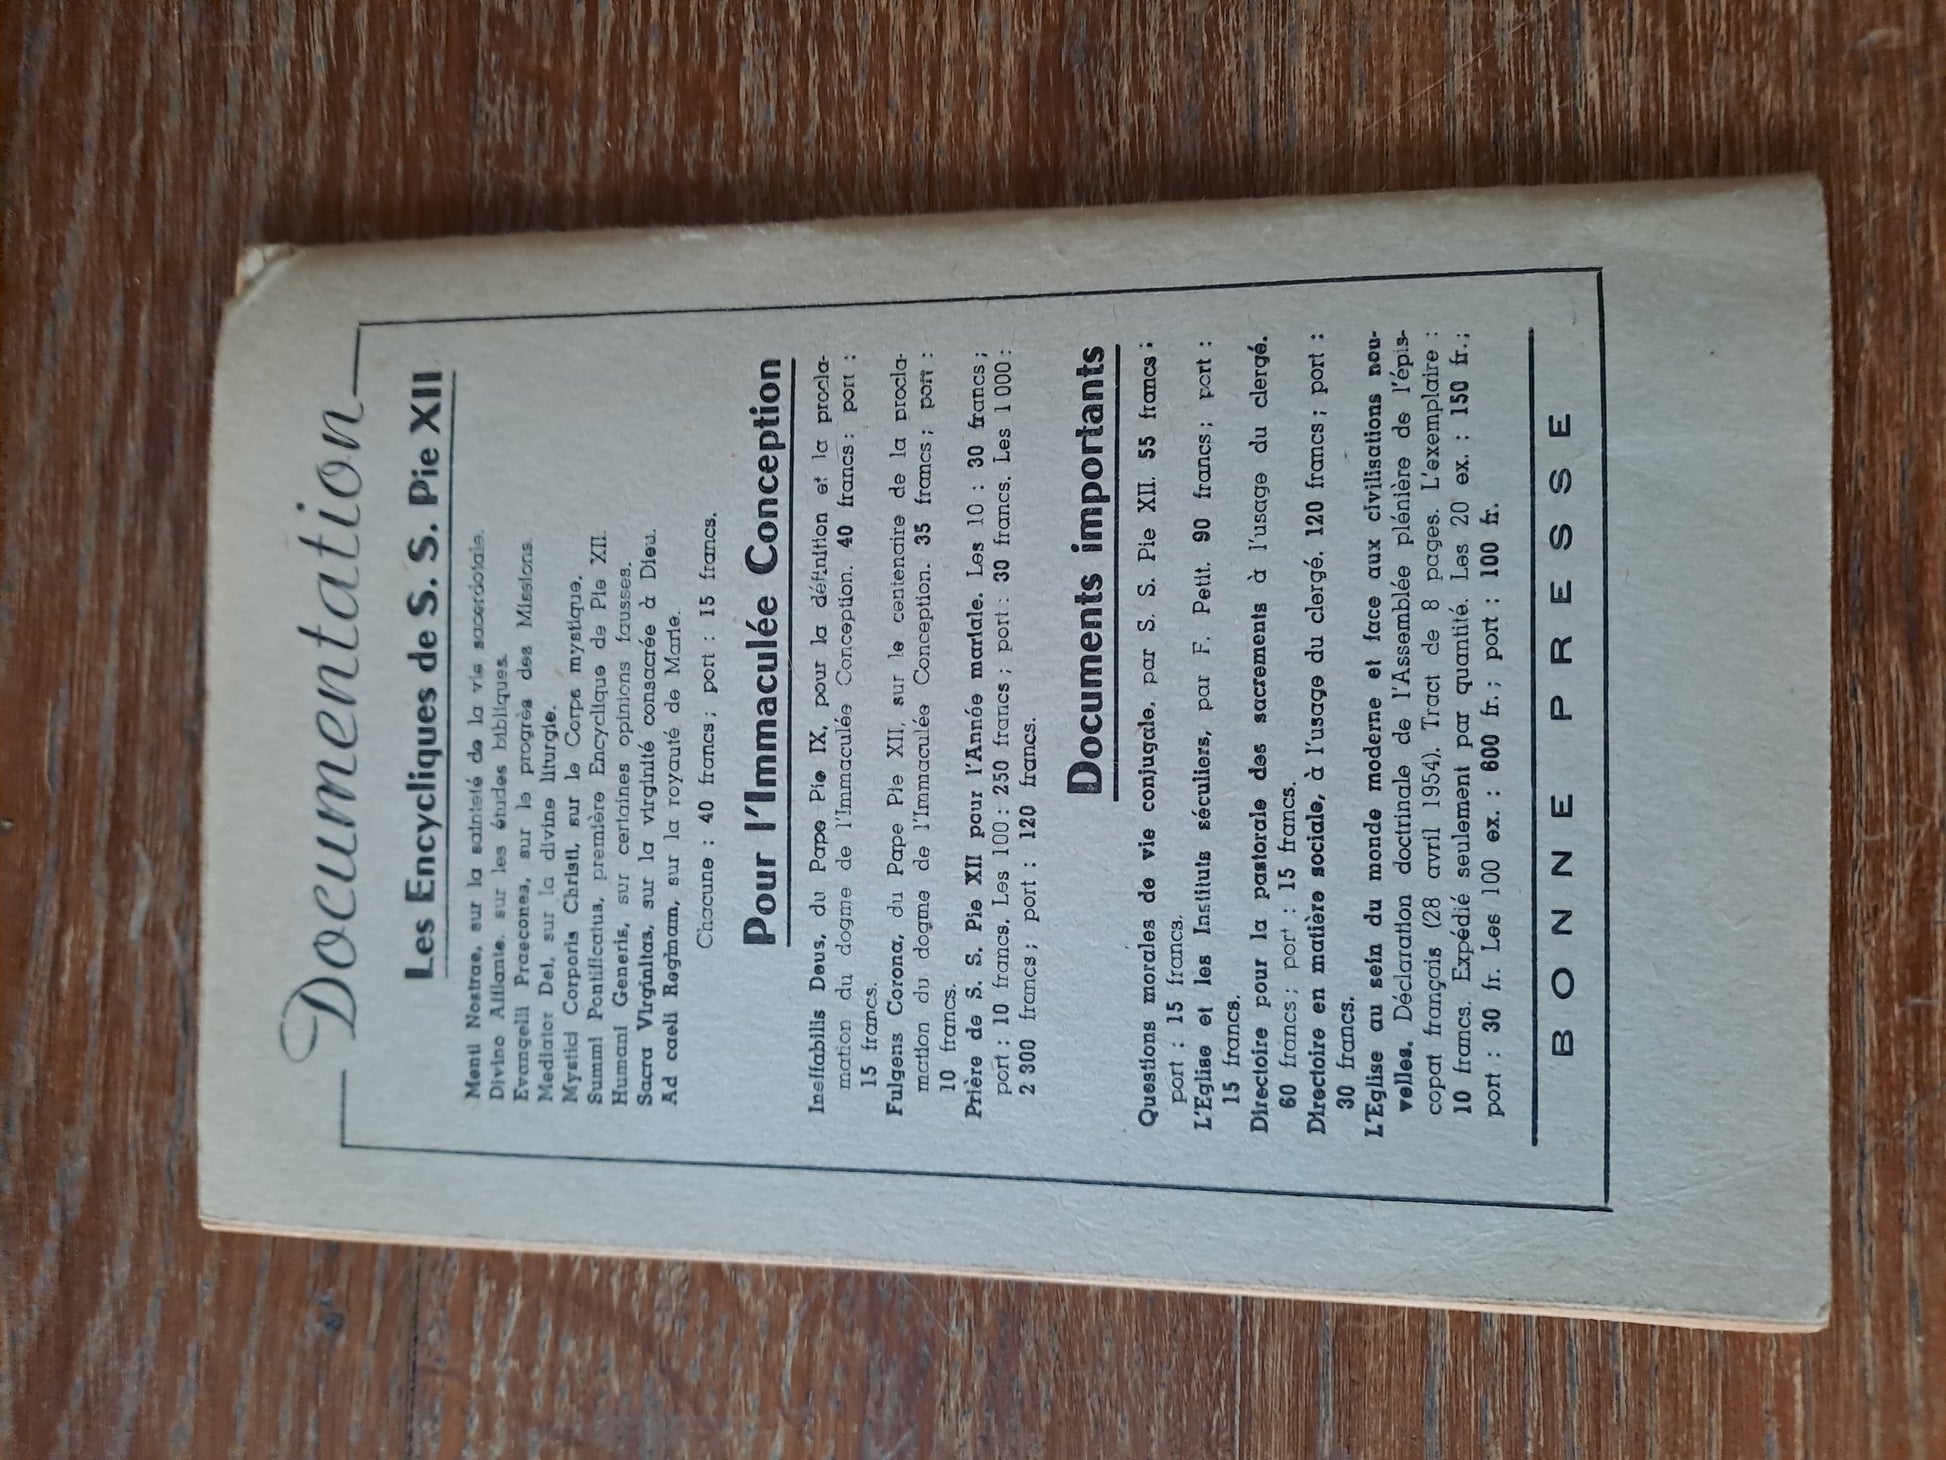 Documentation
Les Encycliques de S. S. Pie XII
Menti Nostrae, sur la sainteté de la vie sacerdotale.
Divino Afflante, sur les études bibliques.
Evangelii Praecones, sur le progrès des Missions.
Mediator Dei, sur la divine liturgie.
Mystici Corporis Christi, sur le Corps mystique.
Summi Pontificatus, première Encyclique de Pie XII.
Humani Generis, sur certaines opinions fausses.
Sacra Virginitas, sur la virginité consacrée à Dieu.
Ad caeli Reginam, sur la royauté de Marie.
Chacune : 40 francs ; port : 15 francs.
Pour l'Immaculée Conception
Ineffabilis Deus, du Pape Pie IX, pour la définition et la procla-
mation du dogme de l'Immaculée Conception. 40 francs ; port :
15 francs.
Fulgens Corona, du Pape Pie XII, sur le centenaire de la procla-
mation du dogme de l'Immaculée Conception. 35 francs ; port :
10 francs.
Prière de S. S. Pie XII pour l'Année mariale. Les 10 : 30 francs ;
port : 10 francs. Les 100 : 250 francs ; port : 30 francs. Les 1 000 :
2 300 francs ; port : 120 francs.
Documents importants
Questions morales de vie conjugale, par S. S. Pie XII. 55 francs ;
port : 15 francs.
L'Eglise et les Instituts séculiers, par F. Petit. 90 francs ; port :
15 francs.
Directoire pour la pastorale des sacrements à l'usage du clergé.
60 francs ; port : 15 francs.
Directoire en matière sociale, à l'usage du clergé. 120 francs ; port :
30 francs.
L'Eglise au sein du monde moderne et face aux civilisations nou-
velles. Déclaration doctrinale de l'Assemblée plénière de l'épis-
copat français (28 avril 1954). Tract de 8 pages. L'exemplaire :
10 francs. Expédié seulement par quantité. Les 20 ex. : 150 fr. ;
port : 30 fr. Les 100 ex. : 600 fr. ; port : 100 fr.
BONNE PRESSE